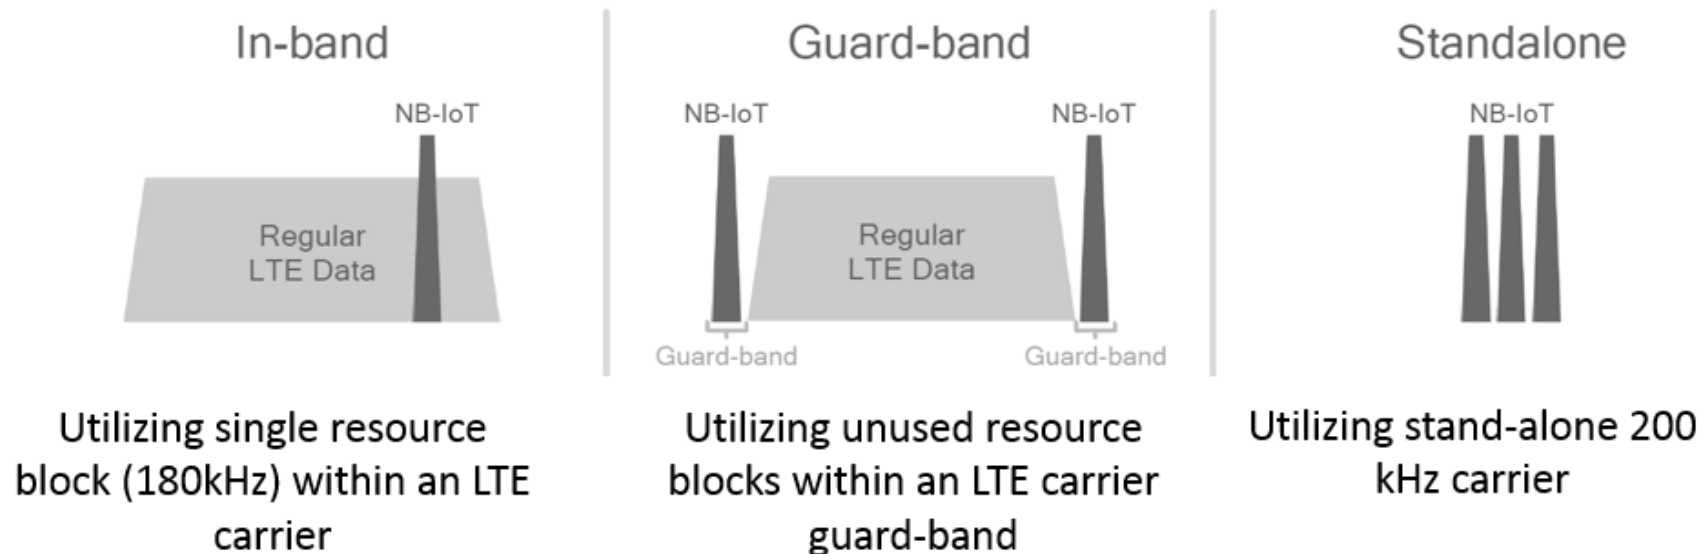 In-band
NB-IoT
Regular
LTE Data
Utilizing single resource
block (180kHz) within an LTE
carrier
Guard-band
NB-IoT
NB-IoT
Regular
LTE Data
Guard-band
Guard-band
Utilizing unused resource
blocks within an LTE carrier
guard-band
Standalone
NB-IoT
Utilizing stand-alone 200
kHz carrier